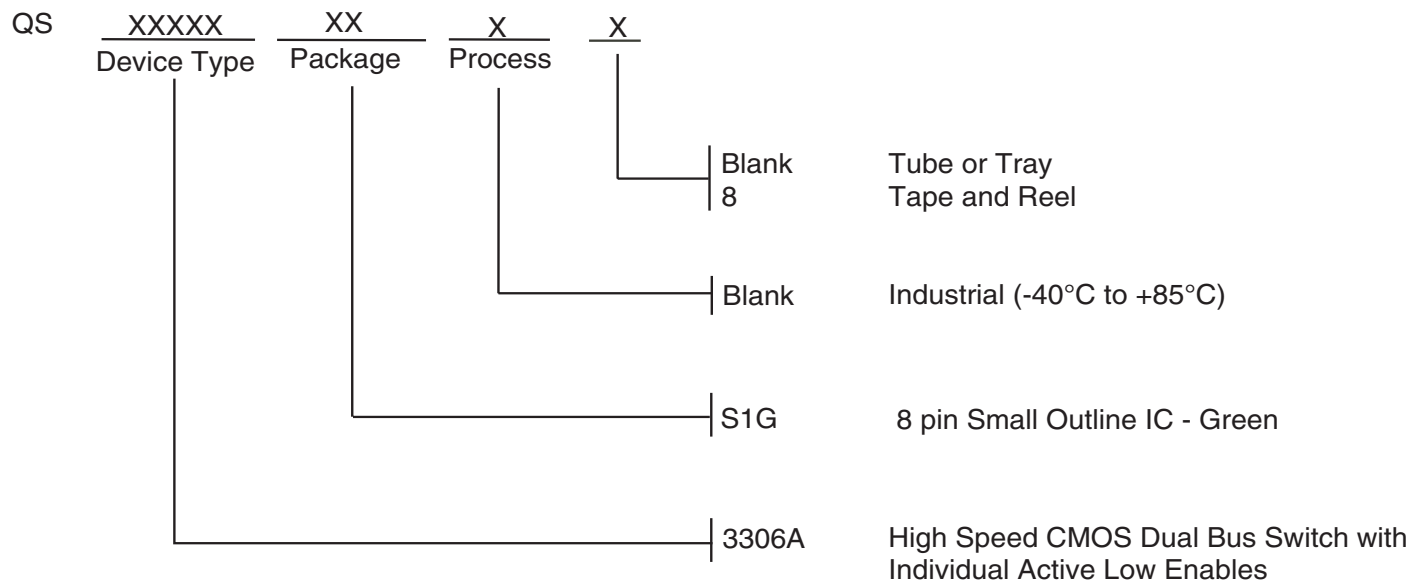 QS XXXXX XX X X
Device Type Package Process
Blank Tube or Tray
8 Tape and Reel
Blank Industrial (-40°C to +85°C)
S1G 8 pin Small Outline IC - Green
3306A High Speed CMOS Dual Bus Switch with
Individual Active Low Enables